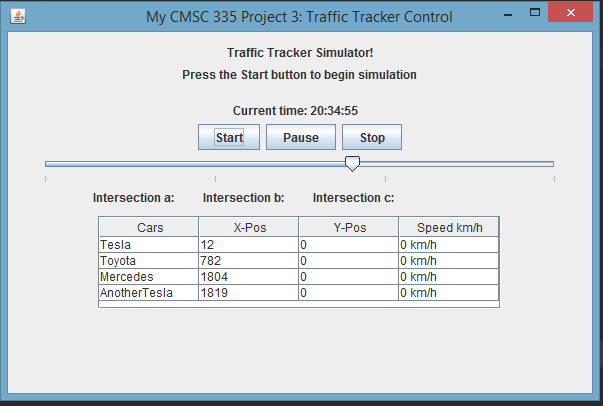 My CMSC 335 Project 3: Traffic Tracker Control
Traffic Tracker Simulator!
Press the Start button to begin simulation
Current time: 20:34:55
Start Pause Stop
Intersection a: Intersection b: Intersection c:
Cars X-Pos Y-Pos Speed km/h
Tesla 12 0 0 km/h
Toyota 782 0 0 km/h
Mercedes 1804 0 0 km/h
AnotherTesla 1819 0 0 km/h